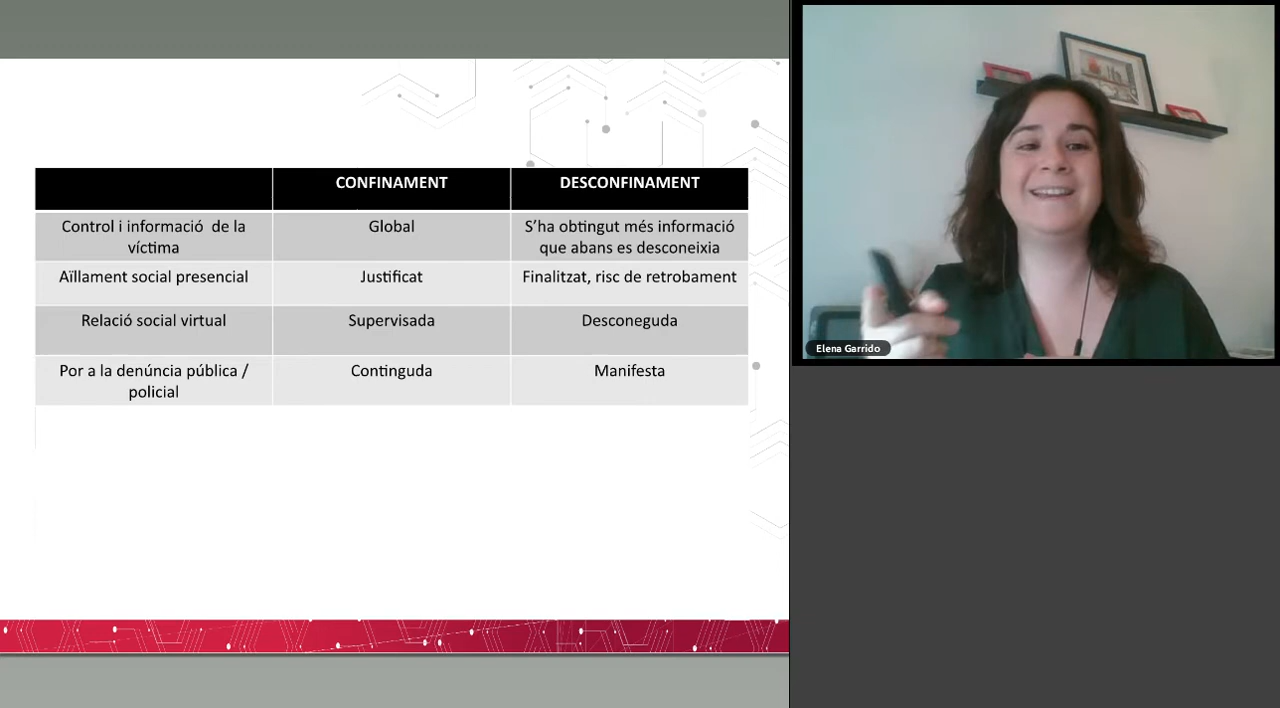 CONFINAMENT
DESCONFINAMENT
Control i informació de la
víctima
Global
S’ha obtingut més informació
que abans es desconeixia
Aïllament social presencial
Justificat
Finalitzat, risc de retrobament
Relació social virtual
Supervisada
Desconeguda
Por a la denúncia pública /
policial
Continguda
Manifesta
Elena Garrido